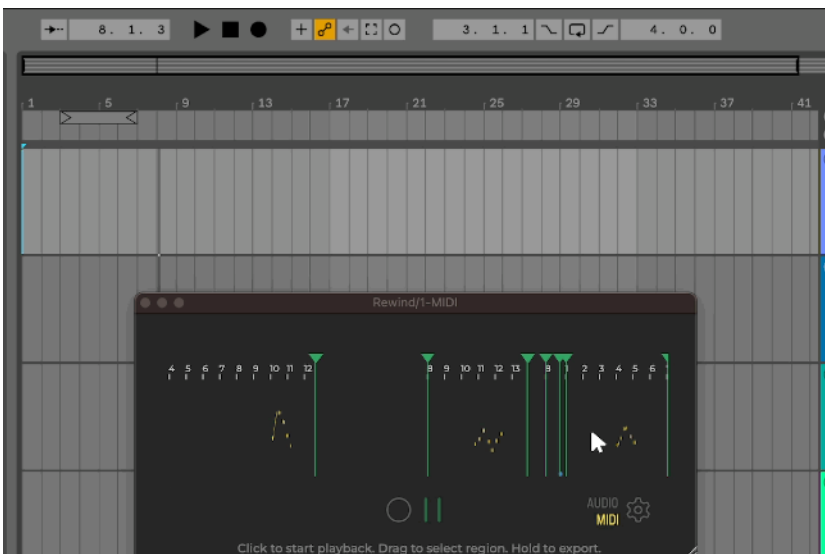 8. 1. 3 3. 1. 1 4. 0. 0
1 5 9 13 17 21 25 29 33 37 41
Rewind/1-MIDI
4 5 6 7 8 9 10 11 12 8 9 10 11 12 13 8 1 2 3 4 5 6
AUDIO
MIDI
Click to start playback. Drag to select region. Hold to export.